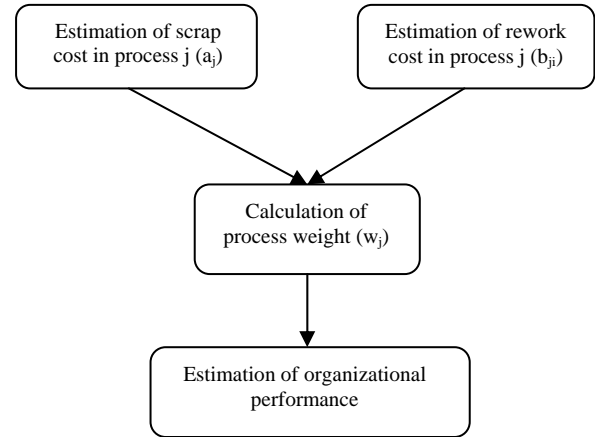 Estimation of scrap
cost in process j (aj)
Estimation of rework
cost in process j (bji)
Calculation of
process weight (wj)
Estimation of organizational
performance